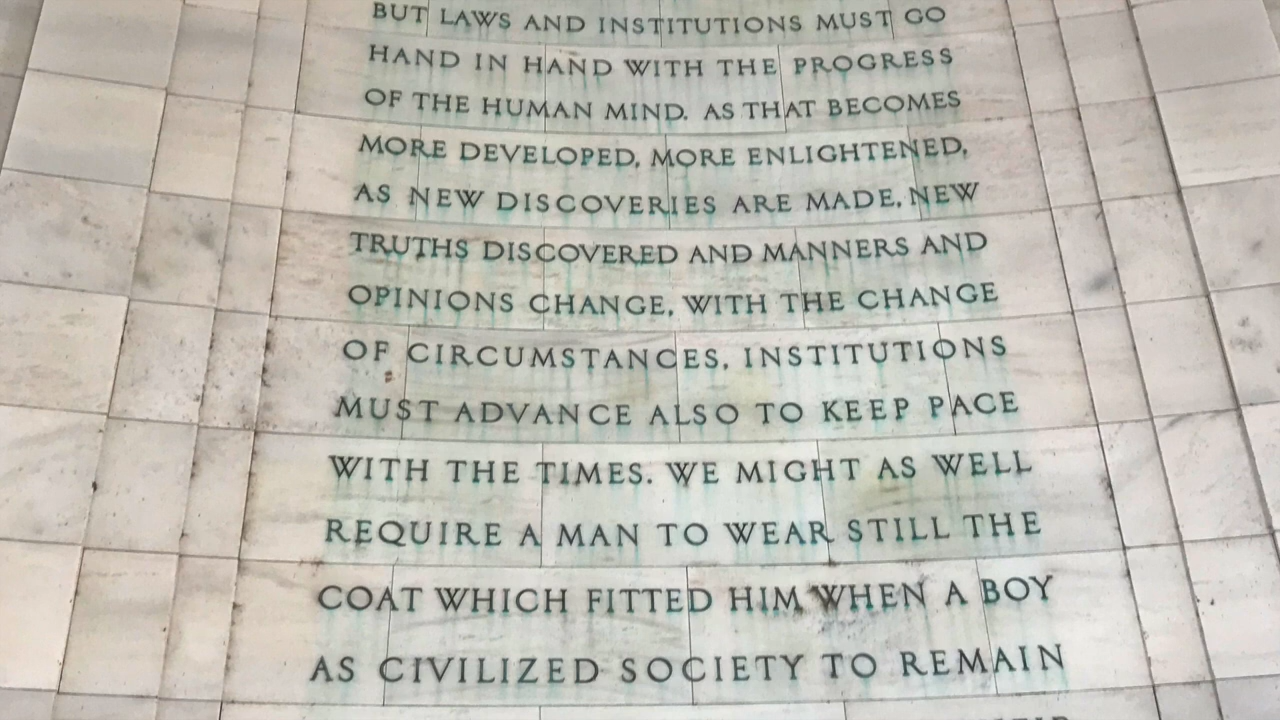 BUT LAWS AND INSTITUTIONS MUST GO
HAND IN HAND WITH THE PROGRESS
OF THE HUMAN MIND. AS THAT BECOMES
MORE DEVELOPED, MORE ENLIGHTENED,
AS NEW DISCOVERIES ARE MADE, NEW
TRUTHS DISCOVERED AND MANNERS AND
OPINIONS CHANGE, WITH THE CHANGE
OF CIRCUMSTANCES, INSTITUTIONS
MUST ADVANCE ALSO TO KEEP PACE
WITH THE TIMES. WE MIGHT AS WELL
REQUIRE A MAN TO WEAR STILL THE
COAT WHICH FITTED HIM WHEN A BOY
AS CIVILIZED SOCIETY TO REMAIN